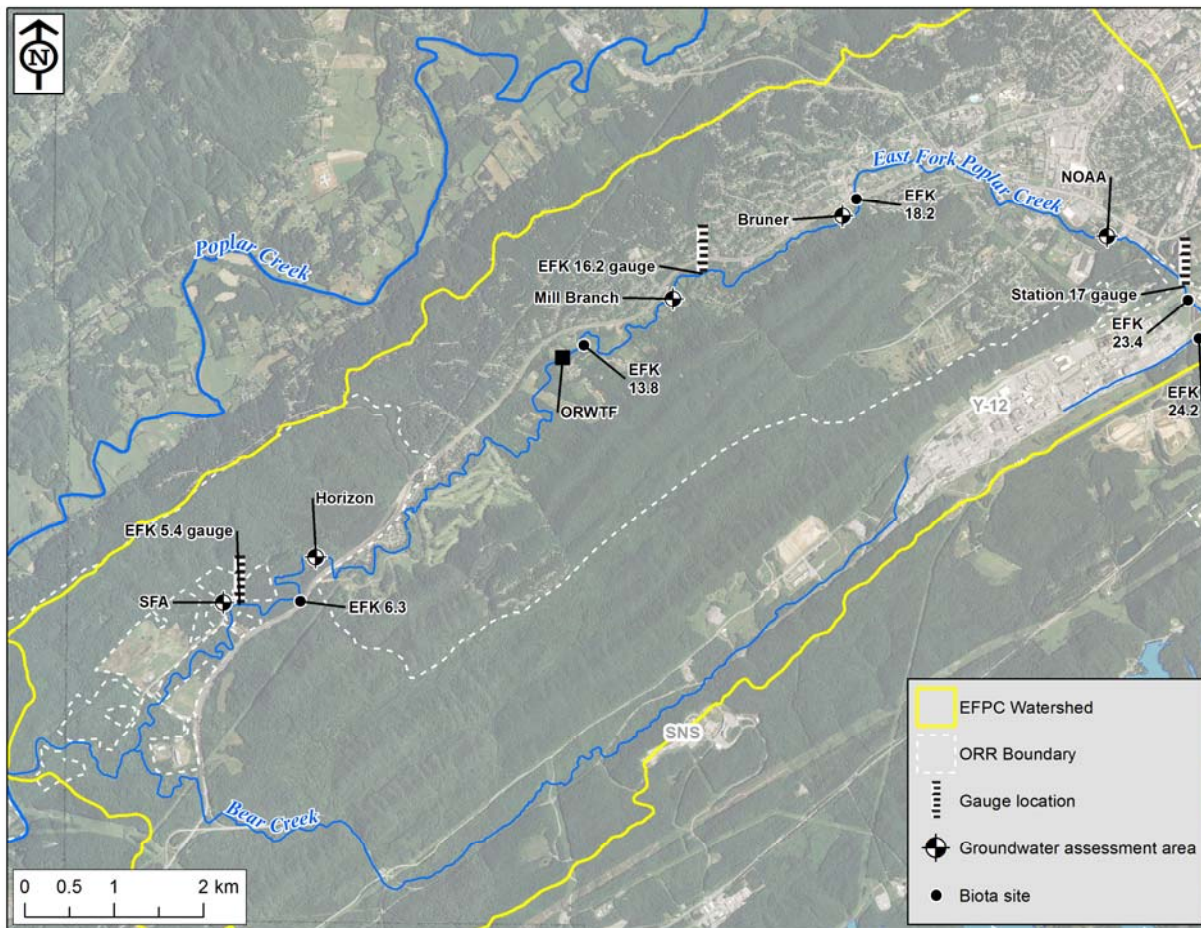 N
East Fork Poplar Creek
NOAA
EFK
18.2
Bruner
Poplar Creek
EFK 16.2 gauge
Mill Branch
Station 17 gauge
EFK
23.4
EFK
13.8
ORWTF
Y-12
EFK
24.2
Horizon
EFK 5.4 gauge
SFA
EFK 6.3
SNS
Bear Creek
EFPC Watershed
ORR Boundary
Gauge location
Groundwater assessment area
Biota site
0 0.5 1 2 km